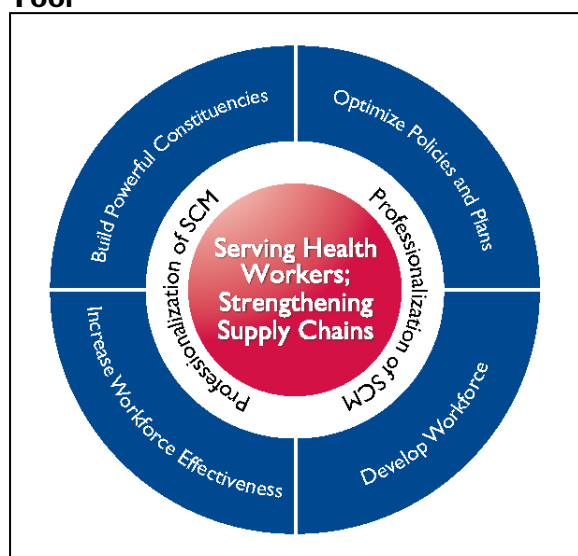 Tool
Build Powerful Constituencies
Optimize Policies and Plans
Professionalization of SCM
Professionalization of SCM
Serving Health
Workers;
Strengthening
Supply Chains
Increase Workforce Effectiveness
Develop Workforce